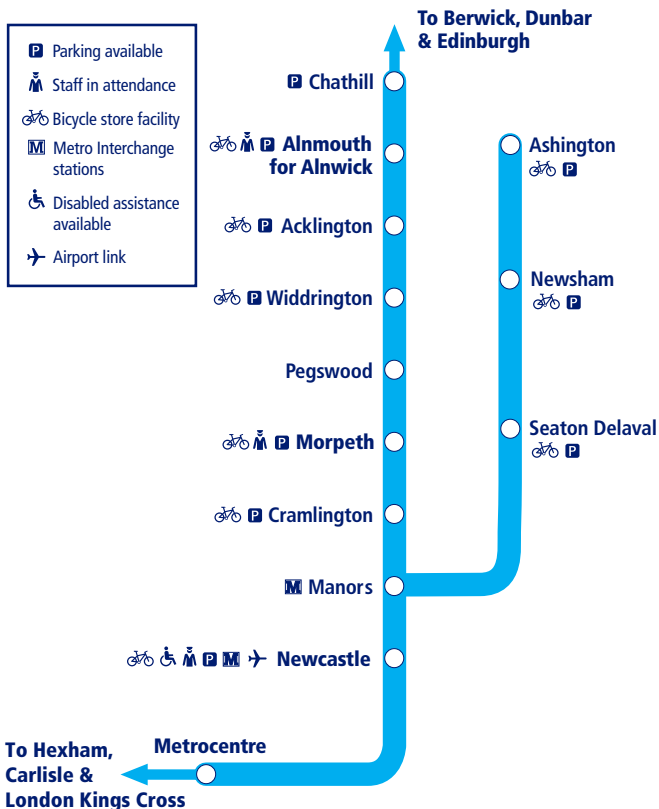 To Berwick, Dunbar
& Edinburgh
P Parking available
Staff in attendance
Bicycle store facility
M Metro Interchange
stations
Disabled assistance
available
Airport link
P Chathill
P Alnmouth
for Alnwick
Ashington
P
P Acklington
Newsham
P
P Widdrington
Pegswood
Seaton Delaval
P
P Morpeth
P Cramlington
M Manors
P M Newcastle
Metrocentre
To Hexham,
Carlisle &
London Kings Cross